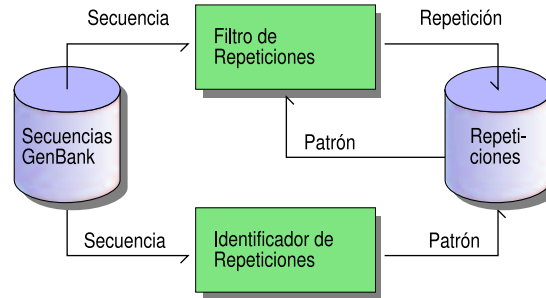 Secuencia
Filtro de
Repeticiones
Repetición
Secuencias
GenBank
Patrón
Repeti-
ciones
Secuencia
Identificador de
Repeticiones
Patrón